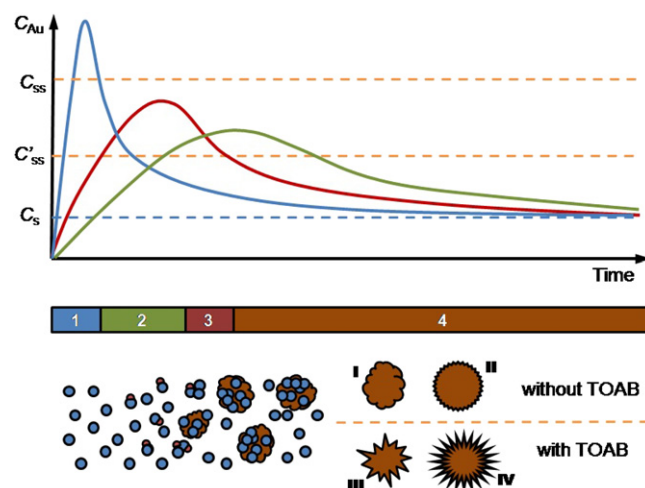 C_Au
C_ss
C'_ss
C_s
Time
1 2 3 4
I II without TOAB
III IV with TOAB